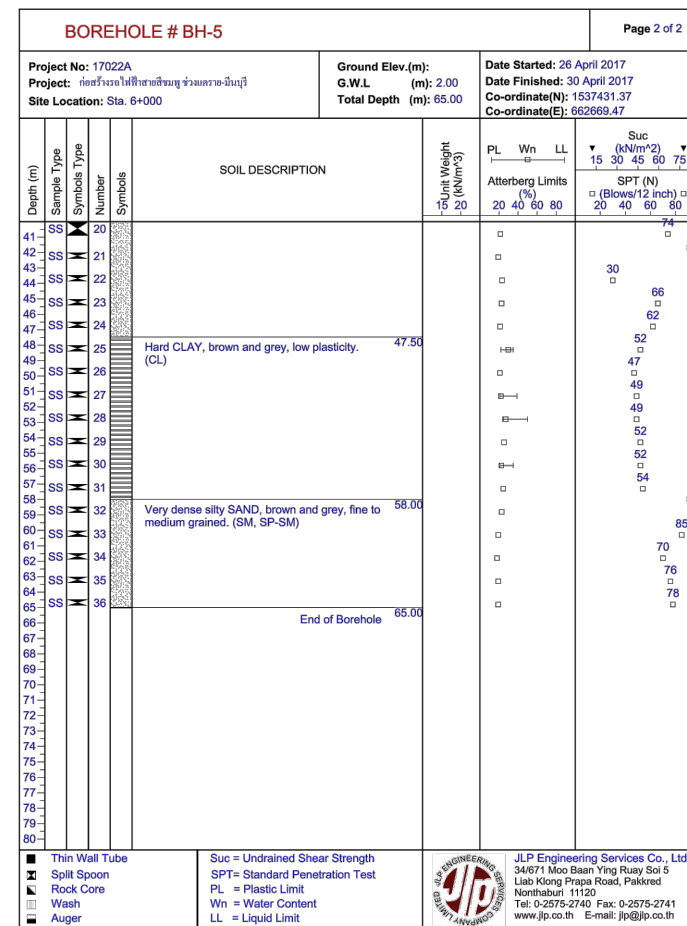 BOREHOLE # BH-5
Page 2 of 2
Project No: 17022A
Project: ก่อสร้างรถไฟฟ้าสายสีชมพู ช่วงแคราย-มีนบุรี
Site Location: Sta. 6+000
Ground Elev.(m):
G.W.L (m): 2.00
Total Depth (m): 65.00
Date Started: 26 April 2017
Date Finished: 30 April 2017
Co-ordinate(N): 1537431.37
Co-ordinate(E): 662669.47
Depth (m)
Sample Type
Symbols Type
Number
Symbols
SOIL DESCRIPTION
Unit Weight
(kN/m^3)
15 20
PL Wn LL
Atterberg Limits
(%)
20 40 60 80
Suc
(kN/m^2)
15 30 45 60 75
SPT (N)
(Blows/12 inch)
20 40 60 80
SS 20 74
41
42 SS 21
43
44 SS 22 30
45 SS 23 66
46
47 SS 24 62
47.50
48 SS 25 Hard CLAY, brown and grey, low plasticity. 52
49 (CL)
50 SS 26 47
51 SS 27 49
52
53 SS 28 49
54 SS 29 52
55
56 SS 30 52
57 SS 31 54
58 58.00
59 SS 32 Very dense silty SAND, brown and grey, fine to
medium grained. (SM, SP-SM)
60 SS 33 85
61
62 SS 34 70
63 SS 35 76
64
65 SS 36 78
65.00
66 End of Borehole
67
68
69
70
71
72
73
74
75
76
77
78
79
80
Thin Wall Tube
Split Spoon
Rock Core
Wash
Auger
Suc = Undrained Shear Strength
SPT= Standard Penetration Test
PL = Plastic Limit
Wn = Water Content
LL = Liquid Limit
JLP ENGINEERING SERVICES COMPANY LIMITED
Jlp
JLP Engineering Services Co., Ltd
34/671 Moo Baan Ying Ruay Soi 5
Liab Klong Prapa Road, Pakkred
Nonthaburi 11120
Tel: 0-2575-2740 Fax: 0-2575-2741
www.jlp.co.th E-mail: jlp@jlp.co.th